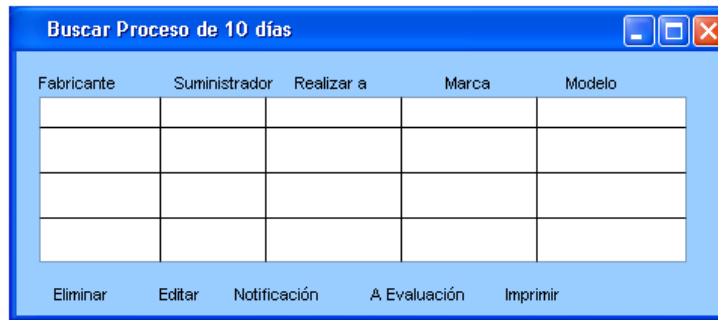 Buscar Proceso de 10 días
Fabricante Suministrador Realizar a Marca Modelo
Eliminar Editar Notificación A Evaluación Imprimir